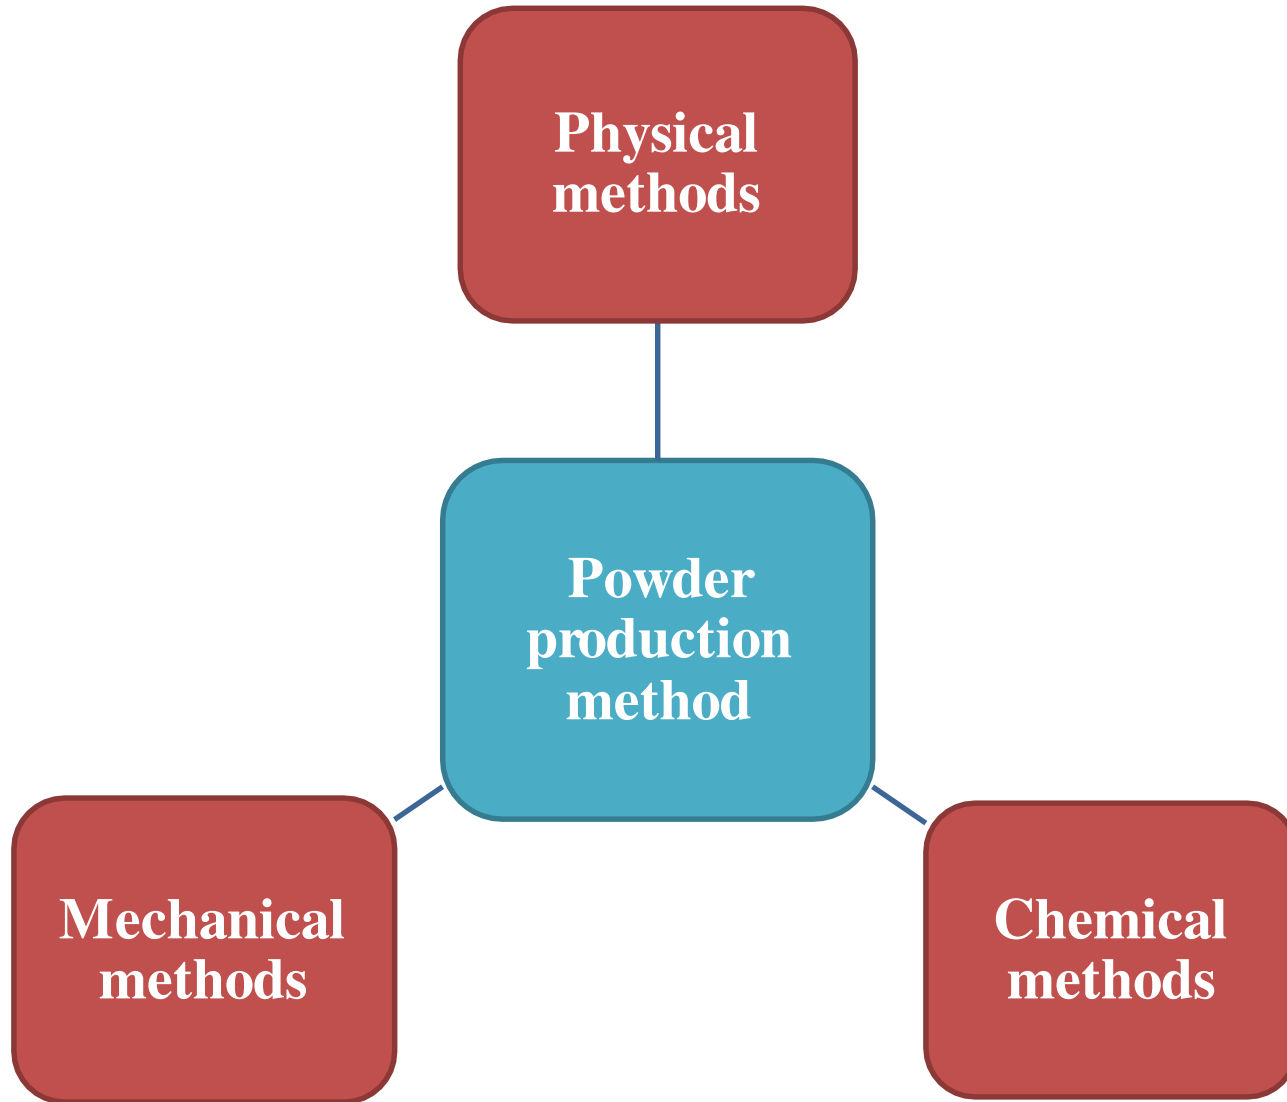 Physical
methods
Powder
production
method
Mechanical
methods
Chemical
methods